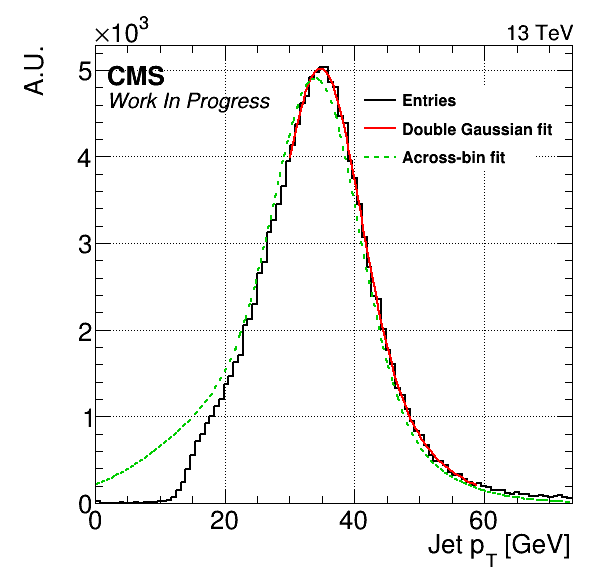 ×10³
13 TeV
A.U.
CMS
Work In Progress
Entries
Double Gaussian fit
Across-bin fit
5
4
3
2
1
0
0 20 40 60
Jet p_T [GeV]